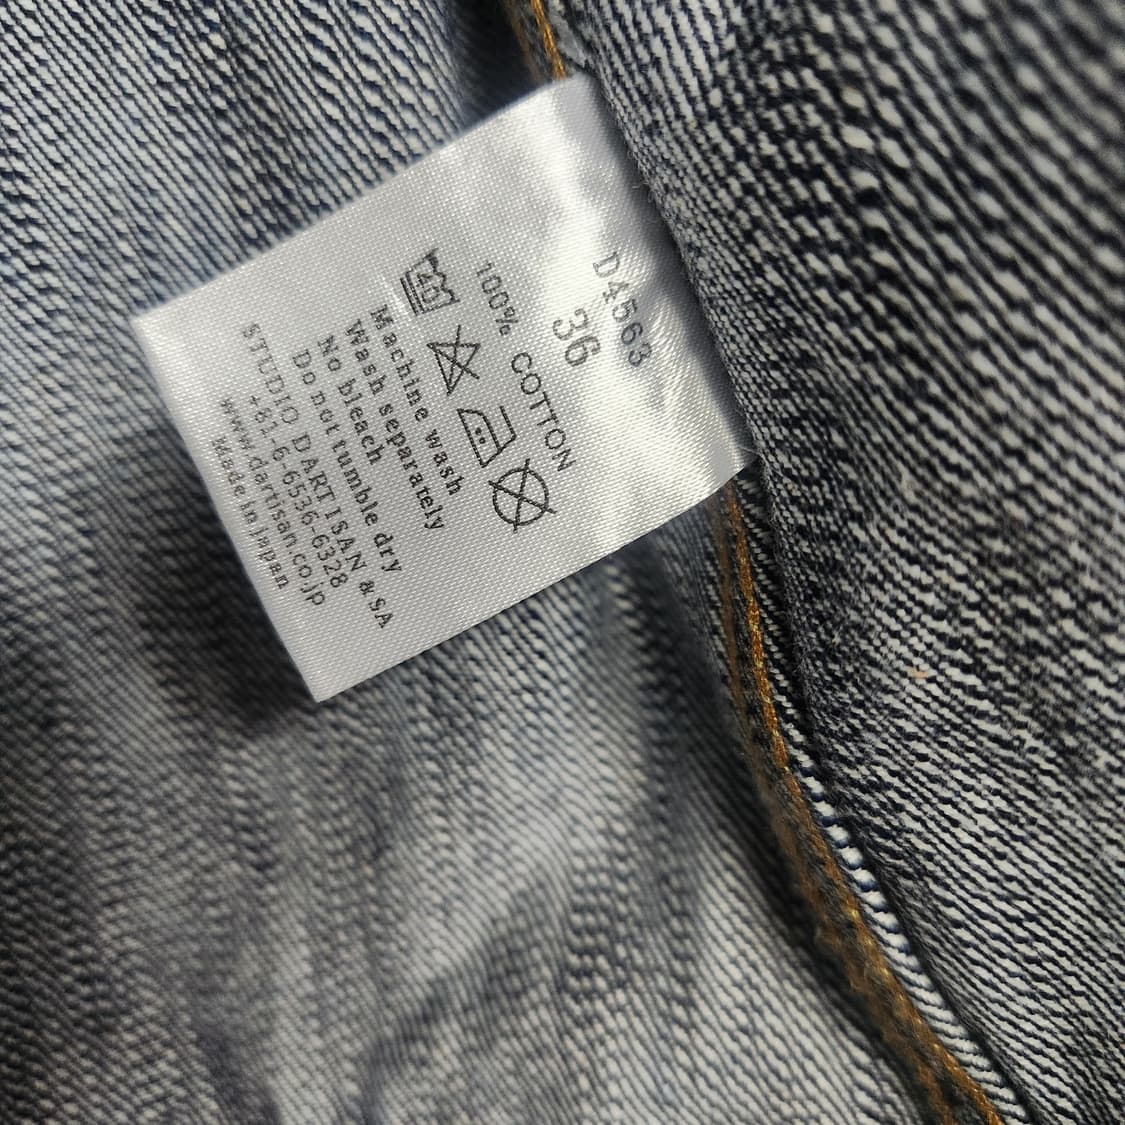 D4563
36
100% COTTON
Machine wash
Wash separately
No bleach
Do not tumble dry
STUDIO DARTISAN & SA
+81-6-6536-6328
www.dartisan.co.jp
Made in Japan